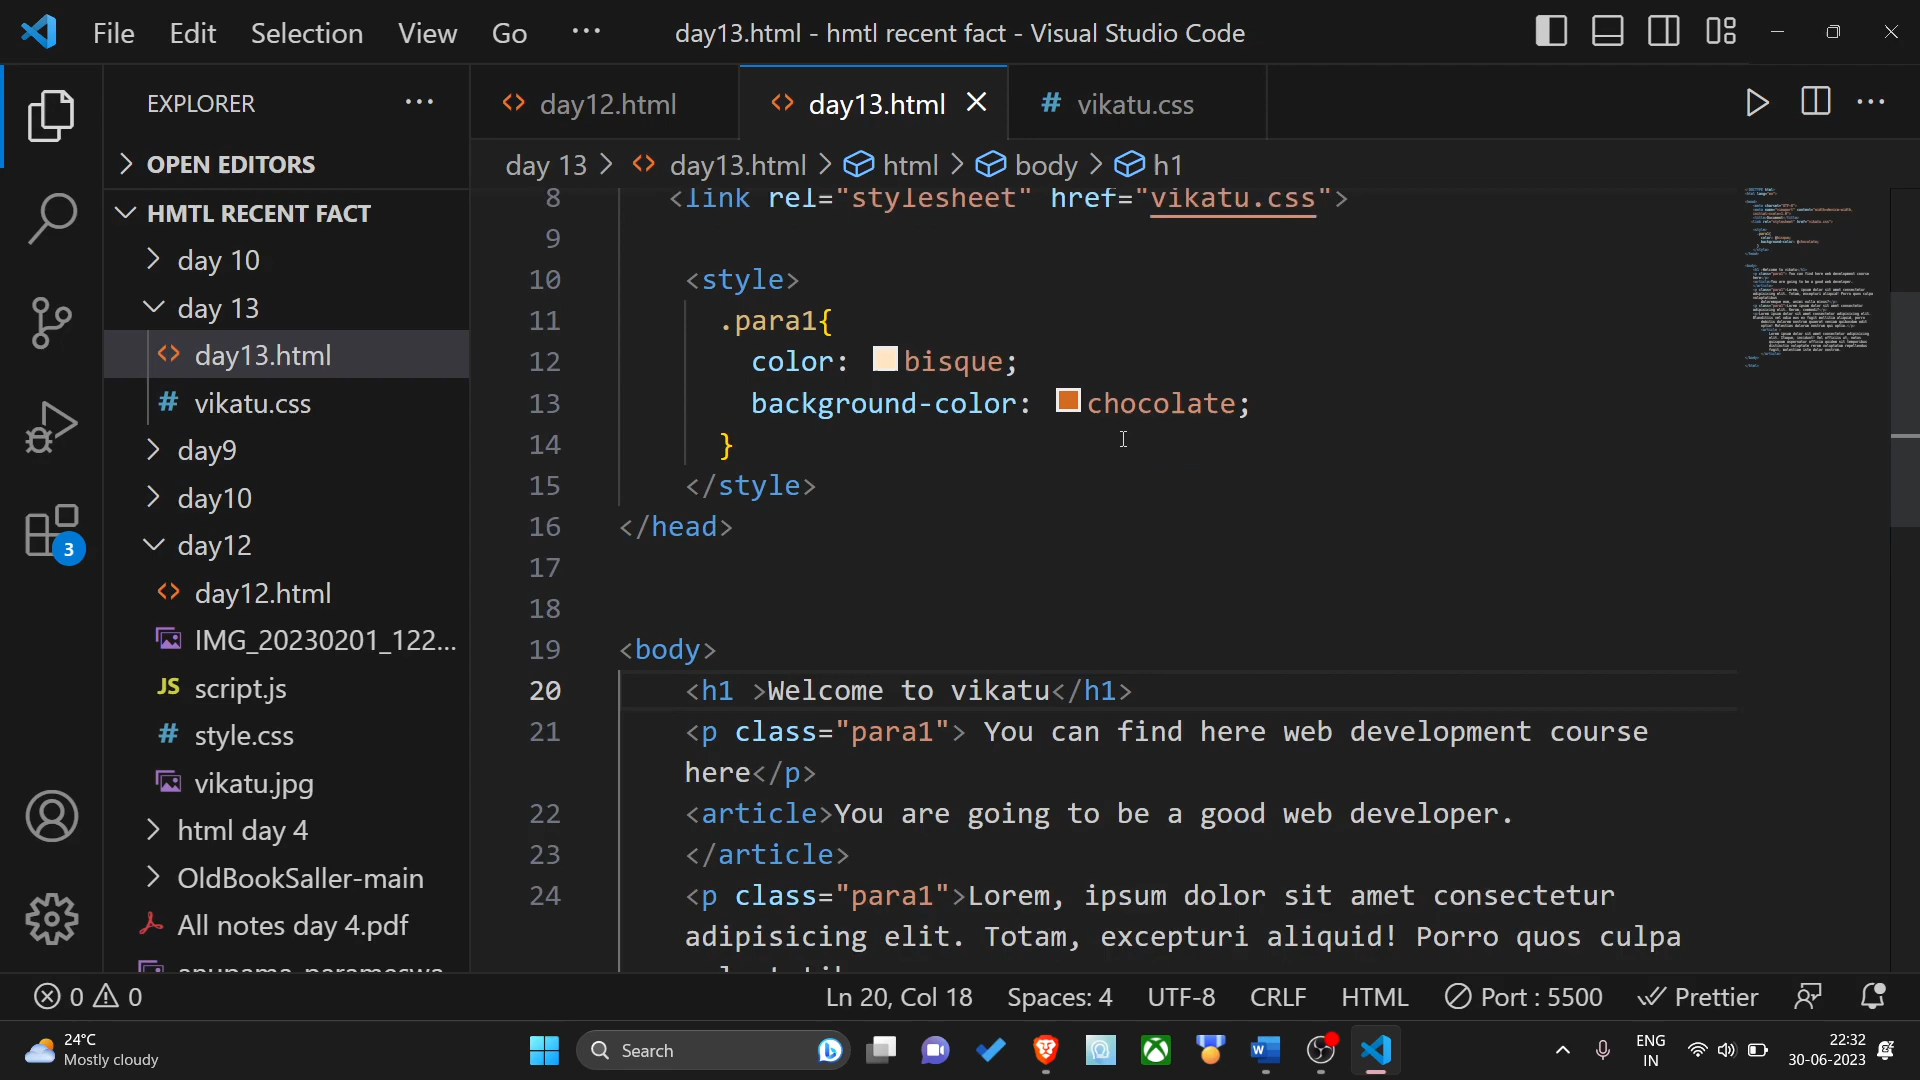 File Edit Selection View Go ··· day13.html - hmtl recent fact - Visual Studio Code
EXPLORER ···
OPEN EDITORS
HMTL RECENT FACT
day 10
day 13
day13.html
vikatu.css
day9
day10
day12
day12.html
IMG_20230201_122...
script.js
style.css
vikatu.jpg
html day 4
OldBookSaller-main
All notes day 4.pdf
3
day12.html day13.html vikatu.css
day 13 > day13.html > html > body > h1
8 <link rel="stylesheet" href="vikatu.css">
9
10 <style>
11 .para1{
12 color: bisque;
13 background-color: chocolate;
14 }
15 </style>
16 </head>
17
18
19 <body>
20 <h1 >Welcome to vikatu</h1>
21 <p class="para1"> You can find here web development course
here</p>
22 <article>You are going to be a good web developer.
23 </article>
24 <p class="para1">Lorem, ipsum dolor sit amet consectetur
adipisicing elit. Totam, excepturi aliquid! Porro quos culpa
0 0 Ln 20, Col 18 Spaces: 4 UTF-8 CRLF HTML Port : 5500 Prettier
24°C
Mostly cloudy
Search
ENG
IN
22:32
30-06-2023